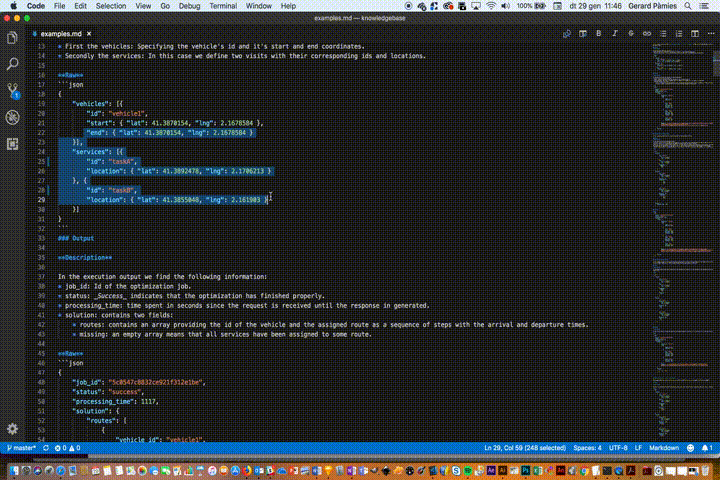 Code File Edit Selection View Go Debug Terminal Window Help 100% dt 29 gen 11:46 Gerard Pàmies
examples.md — knowledgebase
examples.md ×
13 * First the vehicles: Specifying the vehicle's id and it's start and end coordinates.
14 * Secondly the services: In this case we define two visits with their corresponding ids and locations.
15
16 **Raw**
17 ```json
18 {
19 "vehicles": [{
20 "id": "vehicle1",
21 "start": { "lat": 41.3870154, "lng": 2.1678584 },
22 "end": { "lat": 41.3870154, "lng": 2.1678584 }
23 }],
24 "services": [{
25 "id": "taskA",
26 "location": { "lat": 41.3892478, "lng": 2.1706213 }
27 }, {
28 "id": "taskB",
29 "location": { "lat": 41.3855048, "lng": 2.161903 }
30 }]
31 }
32 ```
33 ### Output
34
35 **Description**
36
37 In the execution output we find the following information:
38 * job_id: Id of the optimization job.
39 * status: _Success_ indicates that the optimization has finished properly.
40 * processing_time: time spent in seconds since the request is received until the response in generated.
41 * solution: contains two fields:
42 * routes: contains an array providing the id of the vehicle and the assigned route as a sequence of steps with the arrival and departure times.
43 * missing: an empty array means that all services have been assigned to some route.
44
45 **Raw**
46 ```json
47 {
48 "job_id": "5c0547c8832ce921f312e1be",
49 "status": "success",
50 "processing_time": 1117,
51 "solution": {
52 "routes": [
53 {
54 "vehicle_id": "vehicle1",
master* 0 0 Ln 29, Col 59 (248 selected) Spaces: 4 UTF-8 LF Markdown 1